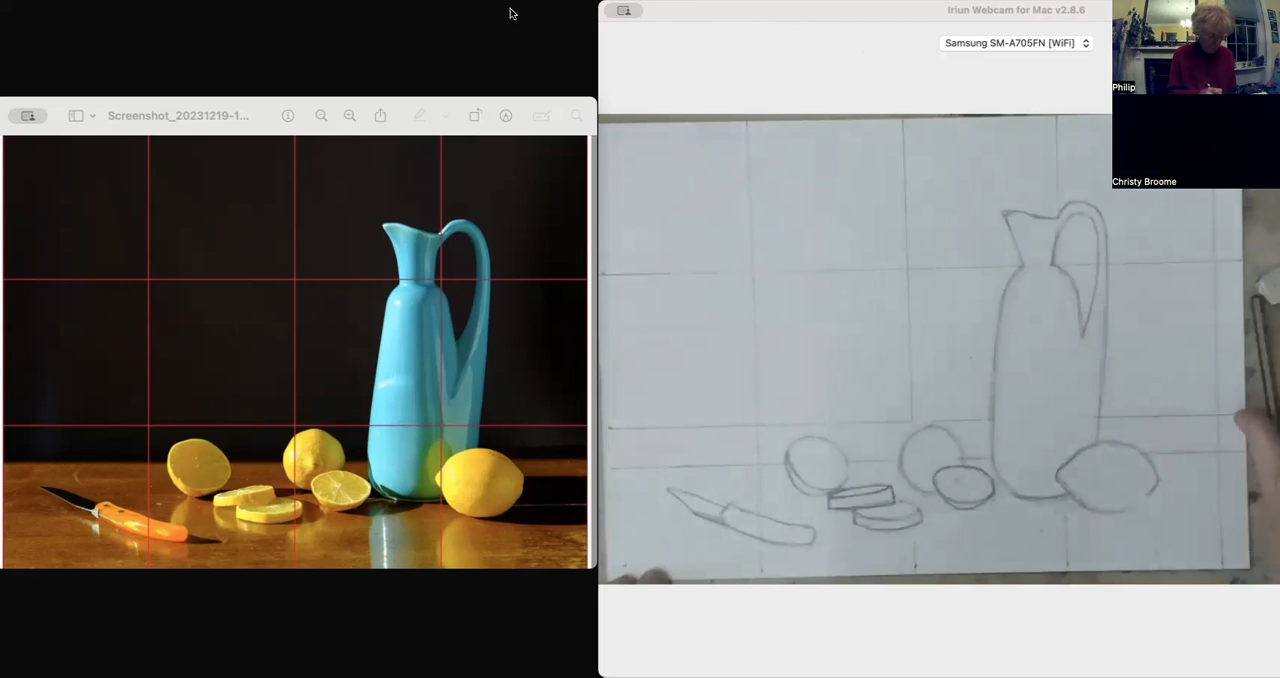 Iriun Webcam for Mac v2.8.6
Samsung SM-A705FN [WiFi]
Philip
Screenshot_20231219-1...
Christy Broome